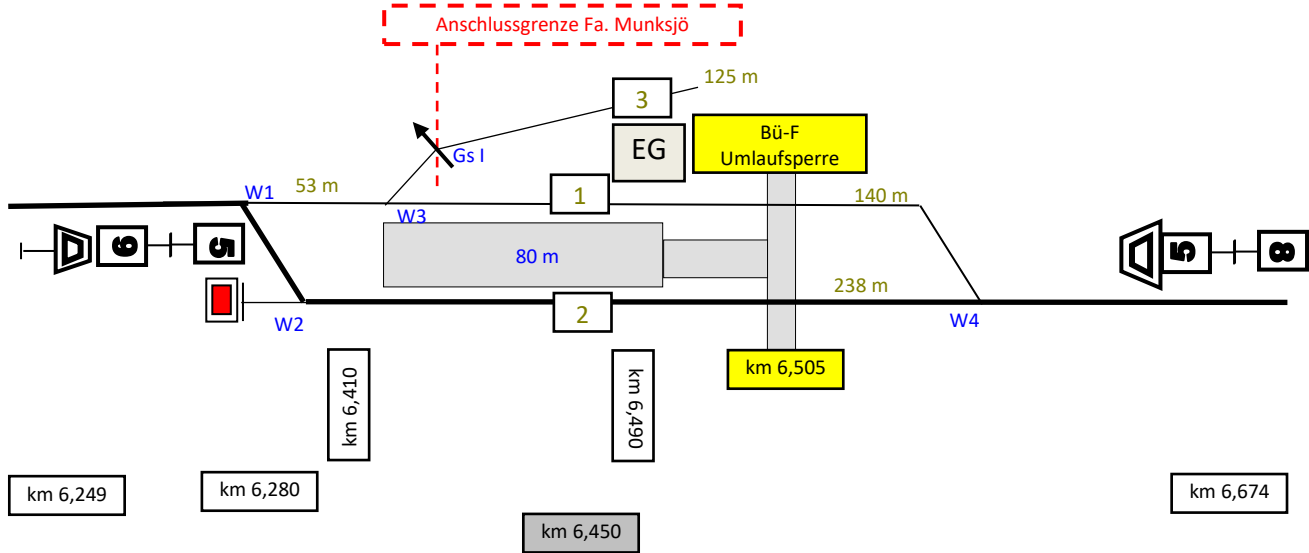 Anschlussgrenze Fa. Munksjö
125 m
3
Bü-F
Umlaufsperre
EG
Gs I
W1
53 m
1
140 m
W3
6
5
80 m
5
8
238 m
2
W2
W4
km 6,410
km 6,490
km 6,505
km 6,249
km 6,280
km 6,674
km 6,450